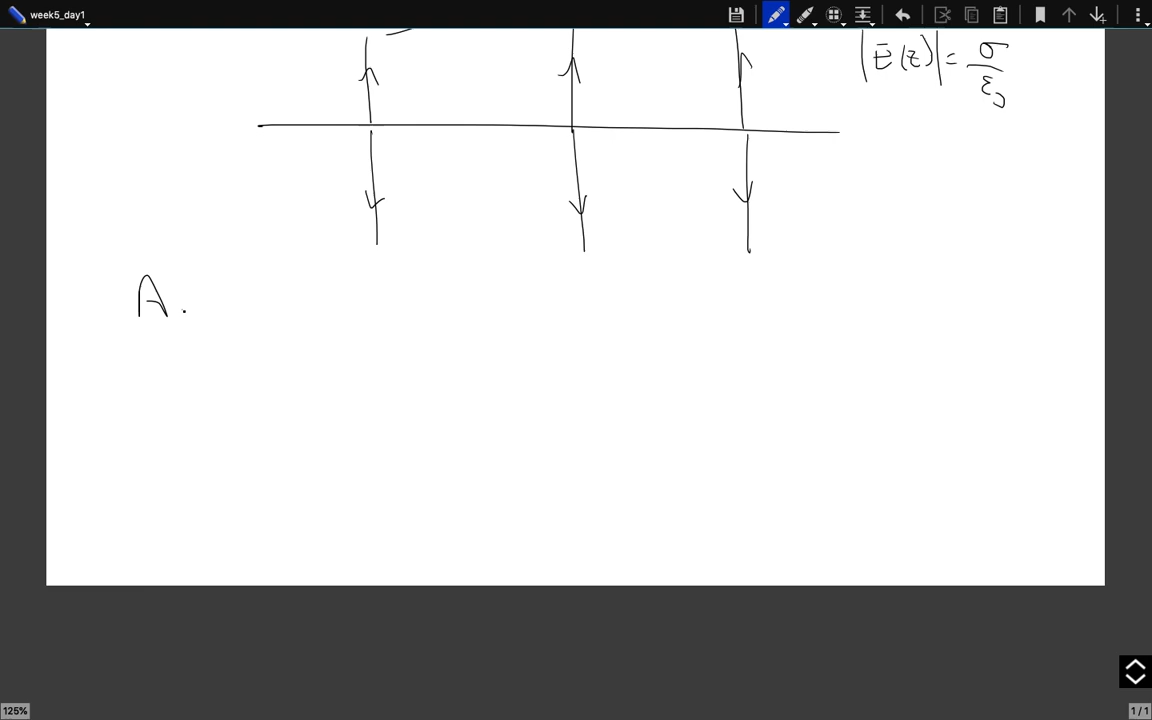 week5_day1
|E(z)| = σ/ε₀
A.
125%
1 / 1